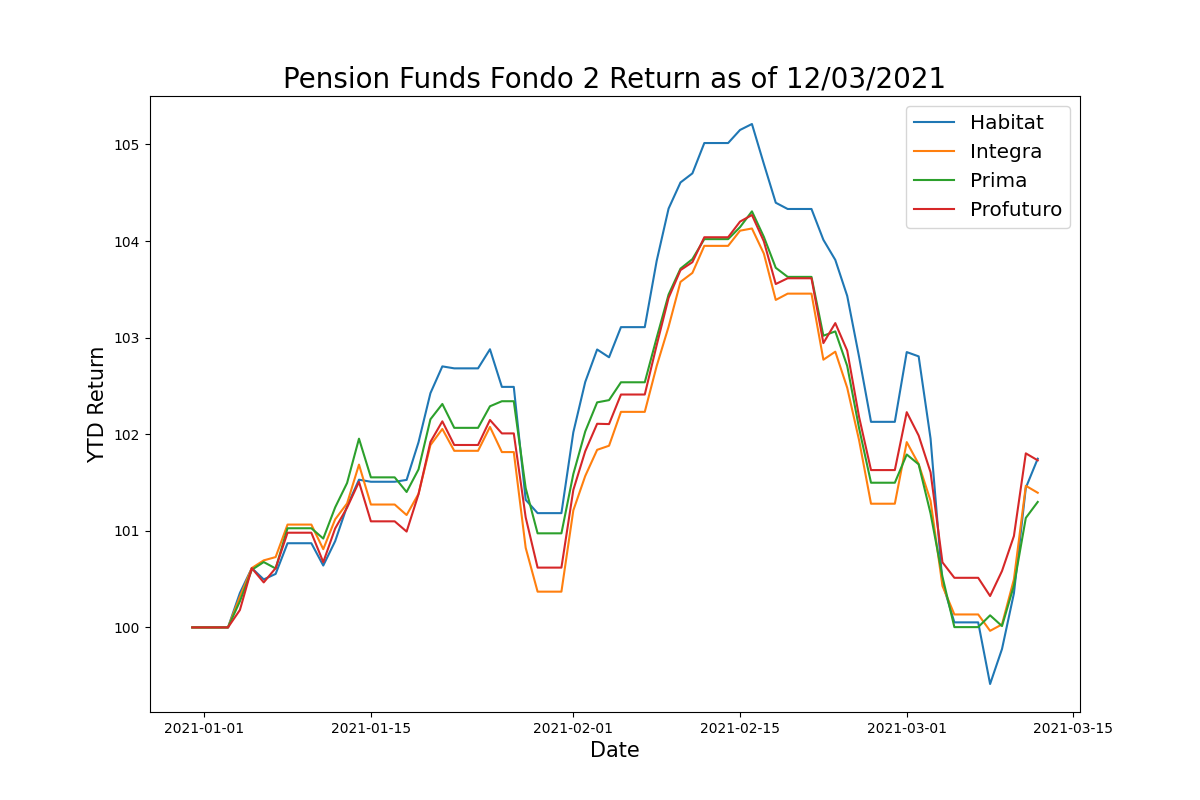 Pension Funds Fondo 2 Return as of 12/03/2021
Habitat
Integra
Prima
Profuturo
YTD Return
105
104
103
102
101
100
2021-01-01
2021-01-15
2021-02-01
2021-02-15
2021-03-01
2021-03-15
Date